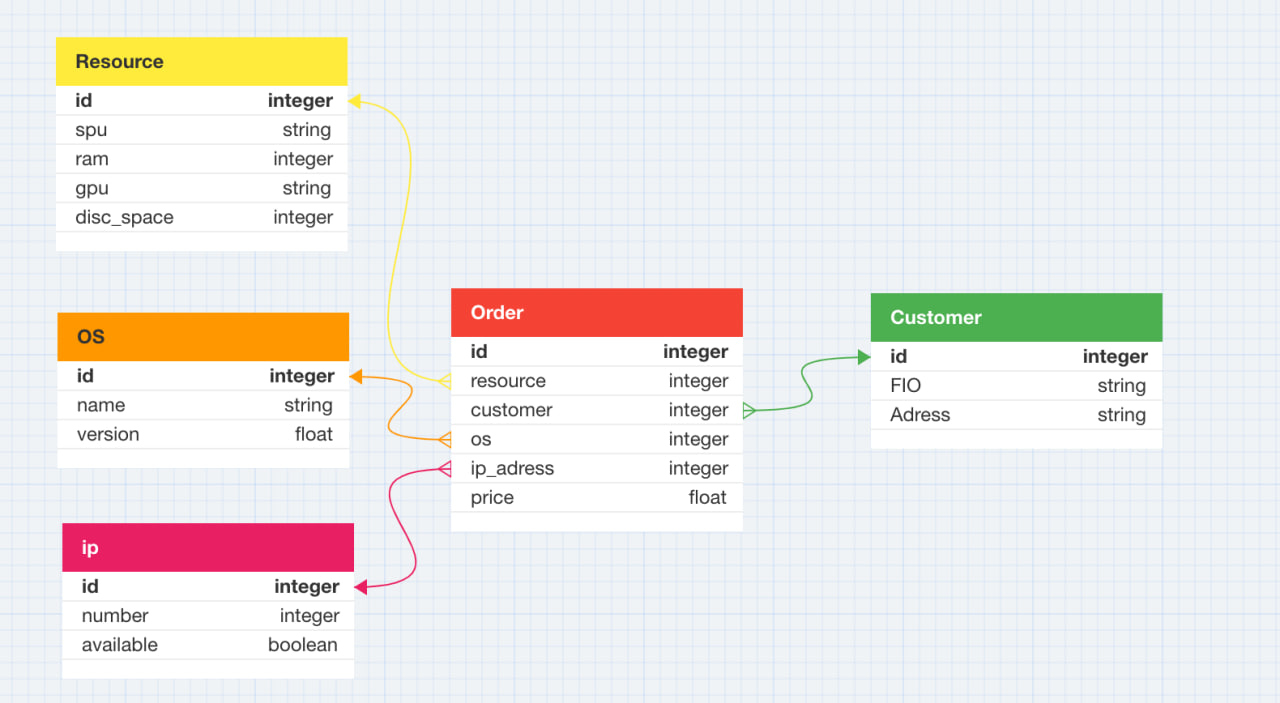 Resource
id integer
spu string
ram integer
gpu string
disc_space integer
OS
id integer
name string
version float
ip
id integer
number integer
available boolean
Order
id integer
resource integer
customer integer
os integer
ip_adress integer
price float
Customer
id integer
FIO string
Adress string